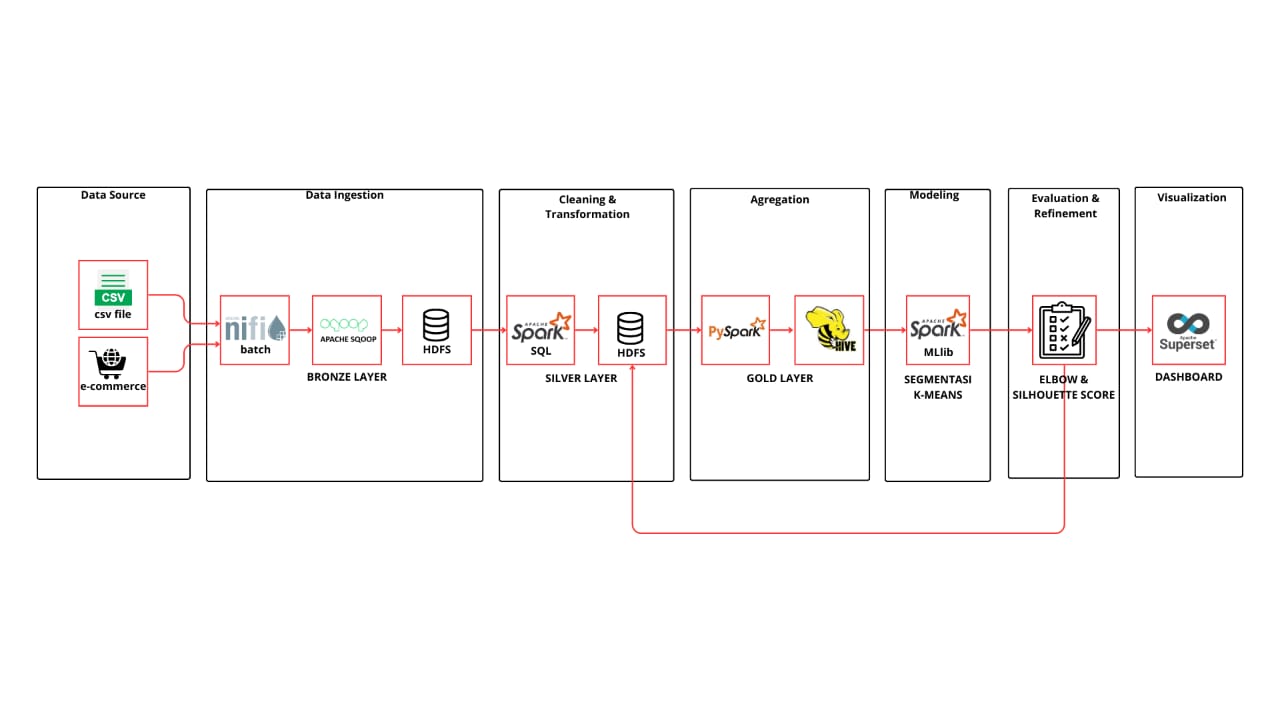 Data Source
CSV
csv file
e-commerce
Data Ingestion
nifi
batch
sqoop
APACHE SQOOP
HDFS
BRONZE LAYER
Cleaning &
Transformation
APACHE
Spark
SQL
HDFS
SILVER LAYER
Agregation
PySpark
HIVE
GOLD LAYER
Modeling
APACHE
Spark
MLlib
SEGMENTASI
K-MEANS
Evaluation &
Refinement
ELBOW &
SILHOUETTE SCORE
Visualization
Apache
Superset
DASHBOARD